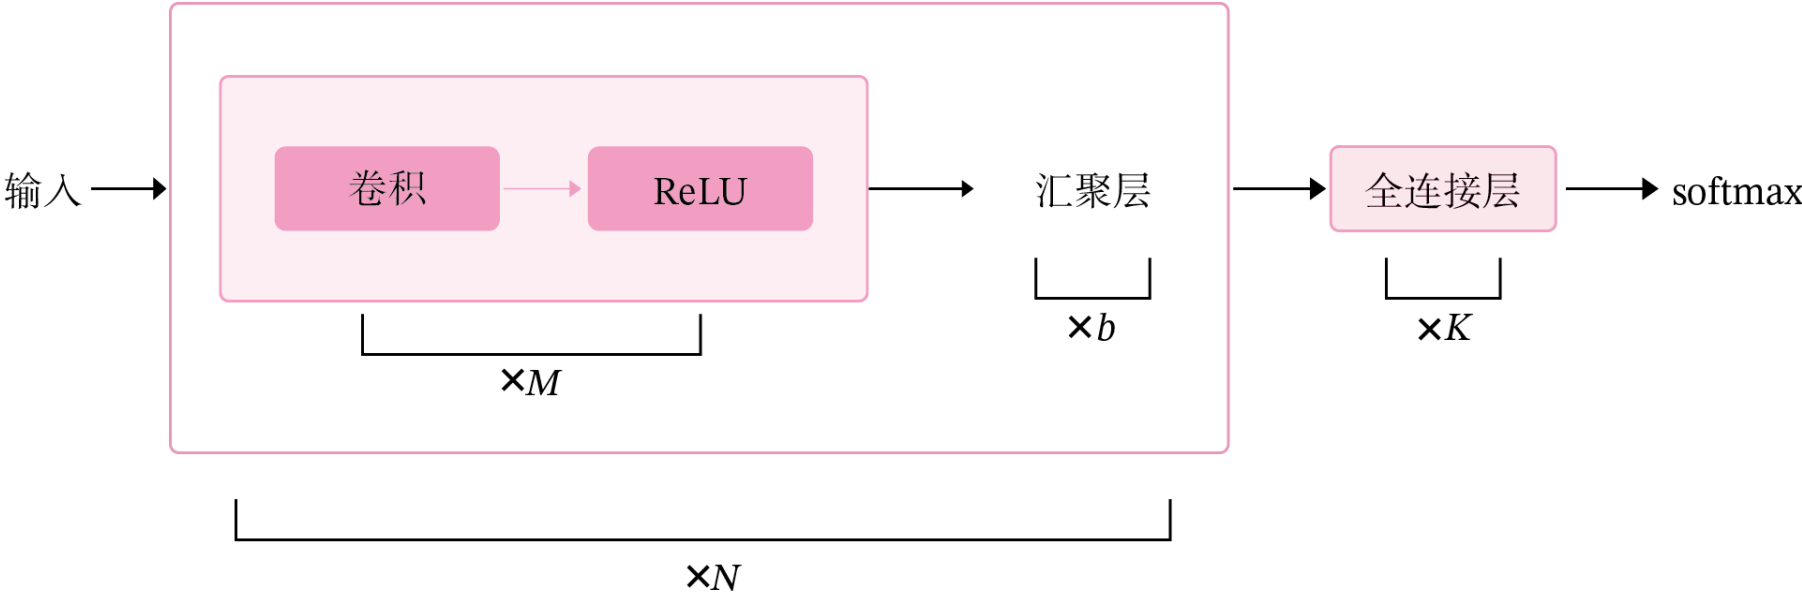 输入
卷积
ReLU
汇聚层
全连接层
softmax
×M
×b
×K
×N